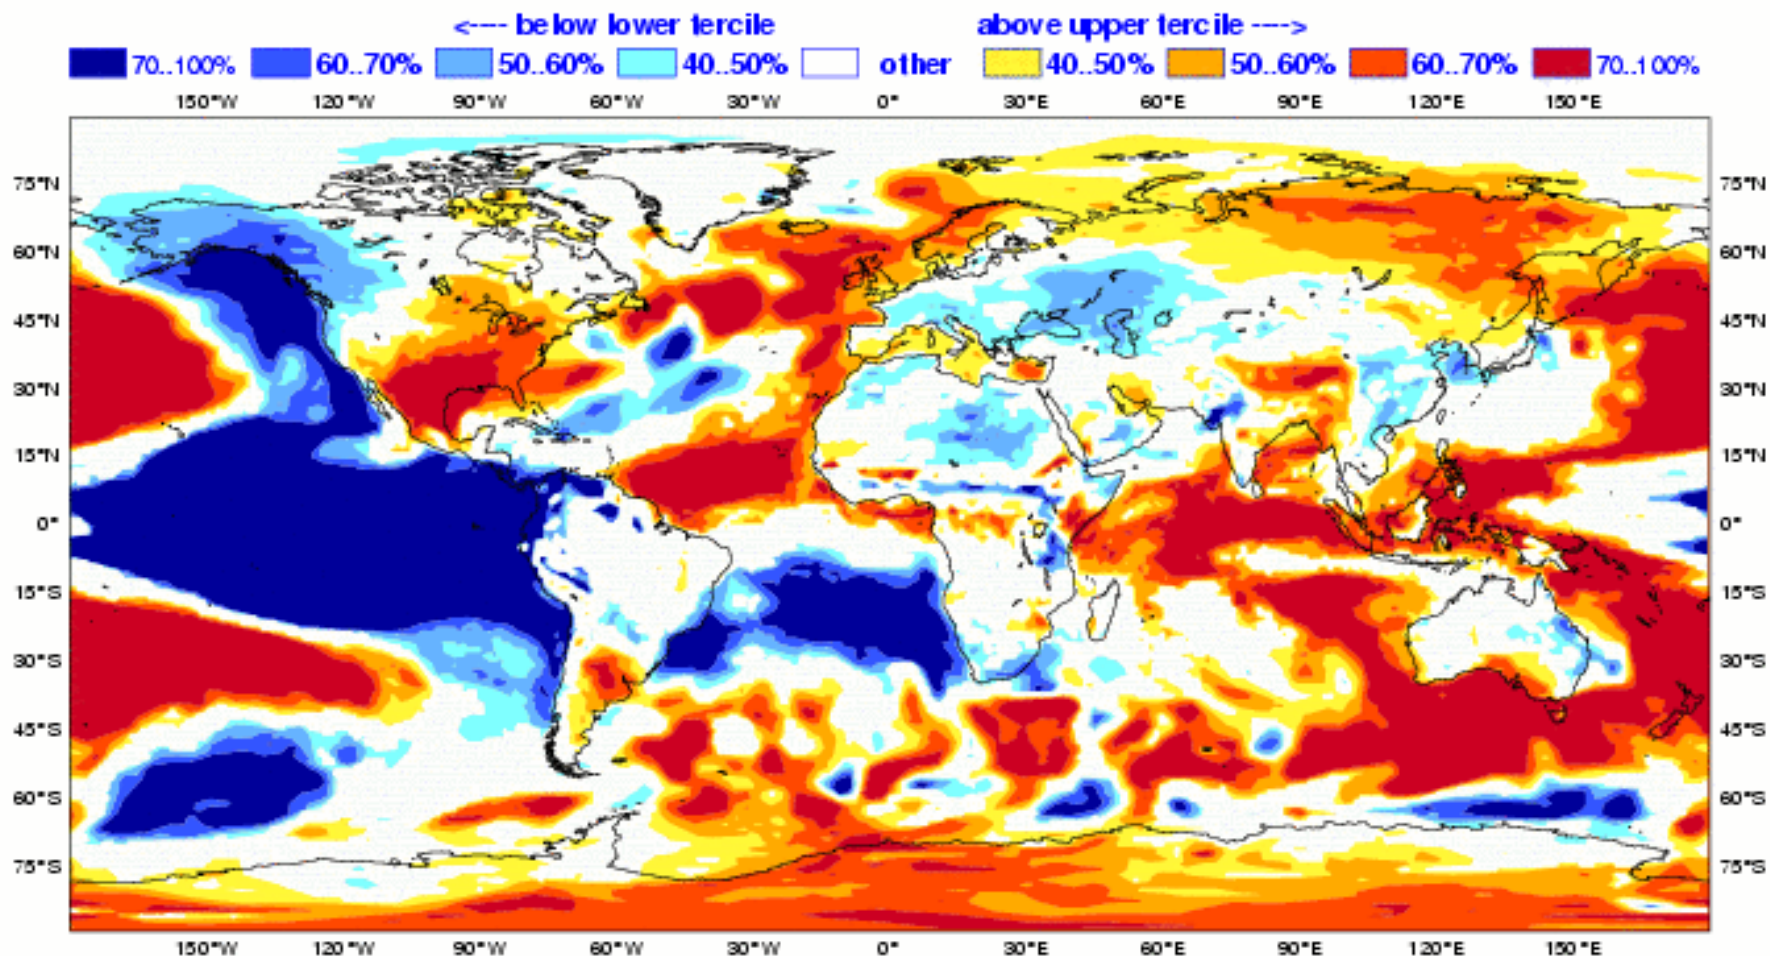 <---- below lower tercile above upper tercile ---->
70..100% 60..70% 50..60% 40..50% other 40..50% 50..60% 60..70% 70..100%
150°W 120°W 90°W 60°W 30°W 0° 30°E 60°E 90°E 120°E 150°E
75°N 75°N
60°N 60°N
45°N 45°N
30°N 30°N
15°N 15°N
0° 0°
15°S 15°S
30°S 30°S
45°S 45°S
60°S 60°S
75°S 75°S
150°W 120°W 90°W 60°W 30°W 0° 30°E 60°E 90°E 120°E 150°E